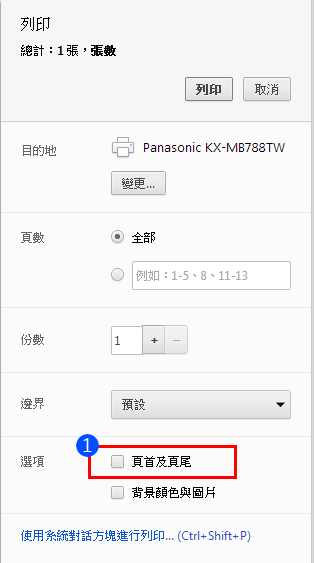 列印
總計：1 張，張數
列印 取消
目的地 Panasonic KX-MB788TW
變更...
頁數 全部
例如：1-5、8、11-13
份數 1 + −
邊界 預設
1
選項 頁首及頁尾
背景顏色與圖片
使用系統對話方塊進行列印... (Ctrl+Shift+P)